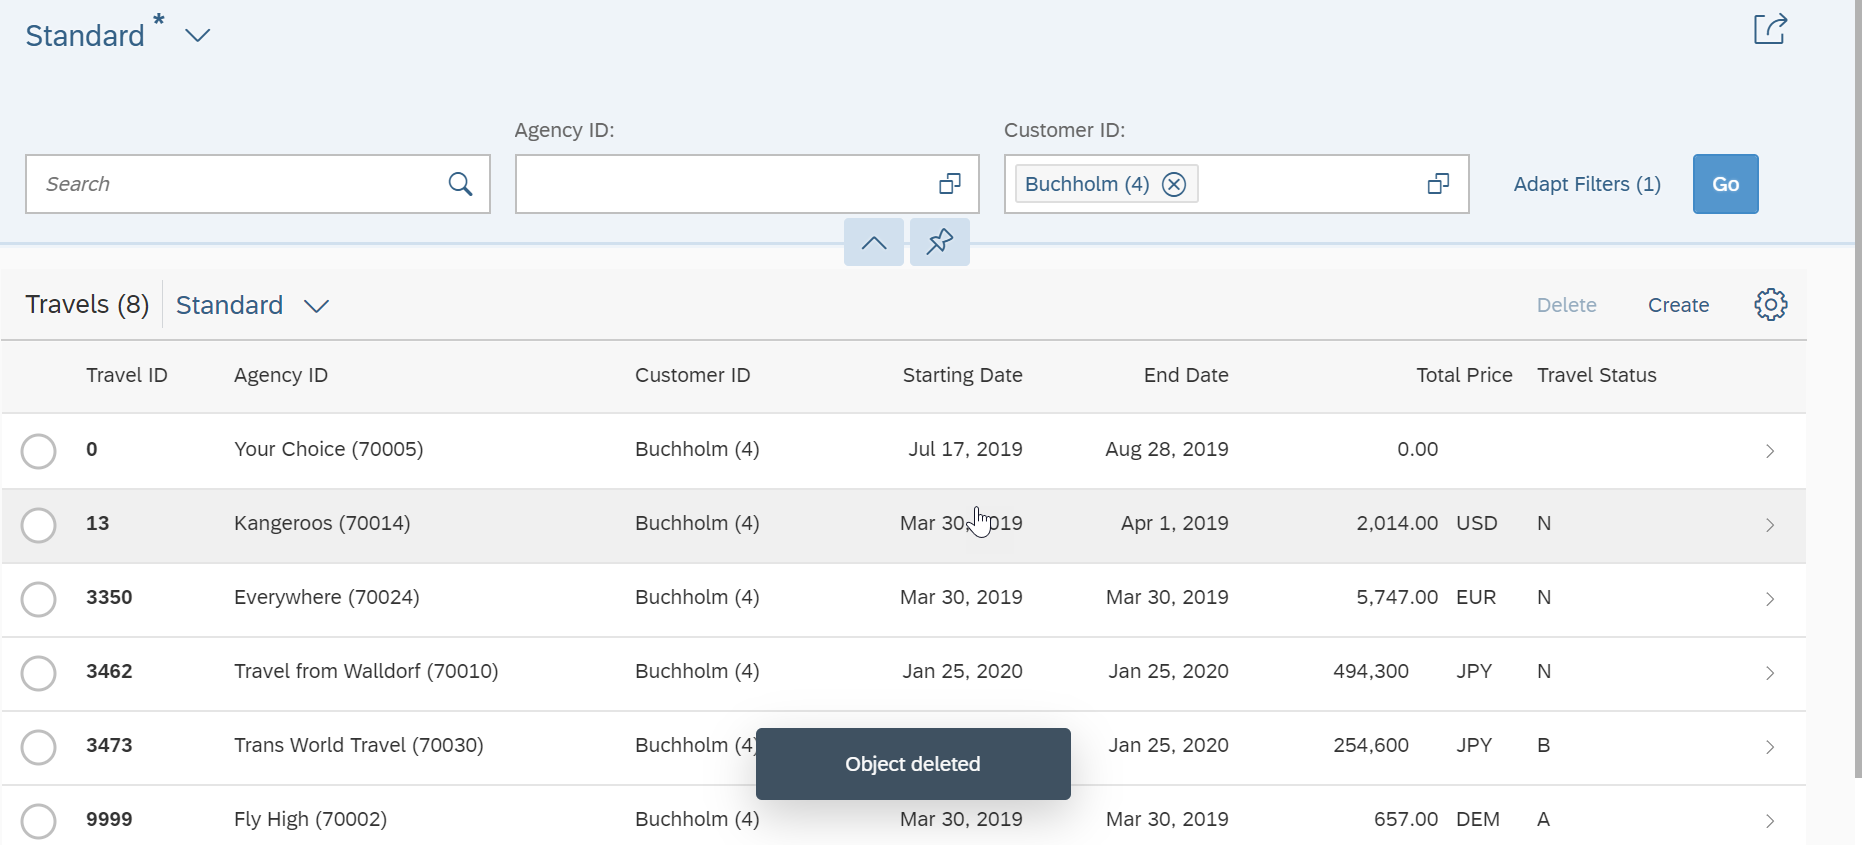 Standard *
Agency ID:
Customer ID:
Search
Buchholm (4)
Adapt Filters (1)
Go
Travels (8) Standard
Delete Create
Travel ID Agency ID Customer ID Starting Date End Date Total Price Travel Status
0 Your Choice (70005) Buchholm (4) Jul 17, 2019 Aug 28, 2019 0.00
13 Kangeroos (70014) Buchholm (4) Mar 30, 2019 Apr 1, 2019 2,014.00 USD N
3350 Everywhere (70024) Buchholm (4) Mar 30, 2019 Mar 30, 2019 5,747.00 EUR N
3462 Travel from Walldorf (70010) Buchholm (4) Jan 25, 2020 Jan 25, 2020 494,300 JPY N
3473 Trans World Travel (70030) Buchholm (4) Jan 25, 2020 254,600 JPY B
Object deleted
9999 Fly High (70002) Buchholm (4) Mar 30, 2019 Mar 30, 2019 657.00 DEM A